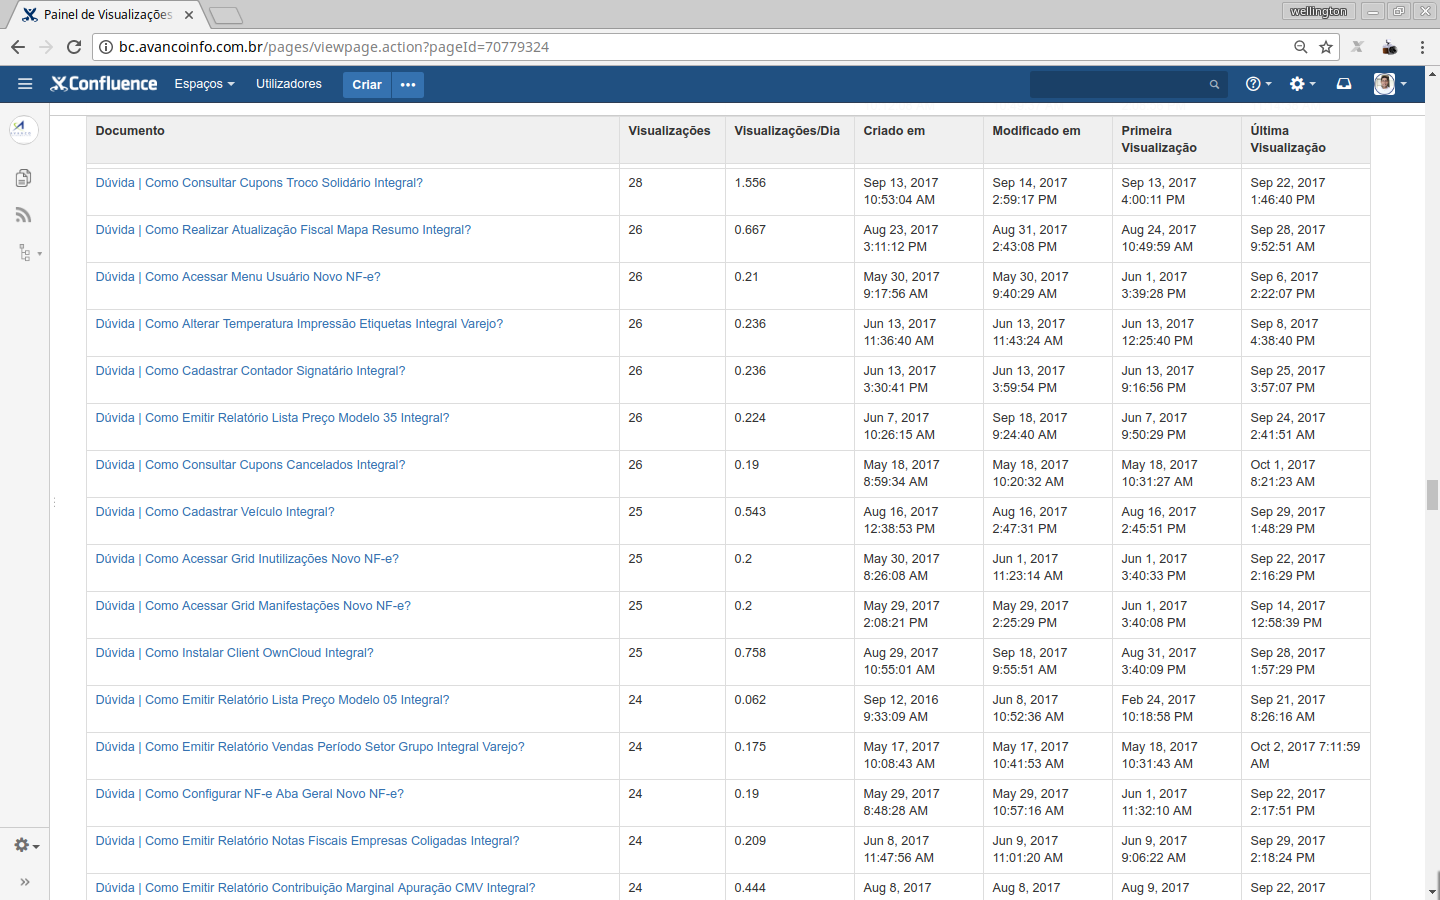 Painel de Visualizações
wellington
bc.avancoinfo.com.br/pages/viewpage.action?pageId=70779324
Confluence Espaços Utilizadores Criar
Documento Visualizações Visualizações/Dia Criado em Modificado em Primeira Última
Visualização Visualização
Dúvida | Como Consultar Cupons Troco Solidário Integral? 28 1.556 Sep 13, 2017 Sep 14, 2017 Sep 13, 2017 Sep 22, 2017
10:53:04 AM 2:59:17 PM 4:00:11 PM 1:46:40 PM
Dúvida | Como Realizar Atualização Fiscal Mapa Resumo Integral? 26 0.667 Aug 23, 2017 Aug 31, 2017 Aug 24, 2017 Sep 28, 2017
3:11:12 PM 2:43:08 PM 10:49:59 AM 9:52:51 AM
Dúvida | Como Acessar Menu Usuário Novo NF-e? 26 0.21 May 30, 2017 May 30, 2017 Jun 1, 2017 Sep 6, 2017
9:17:56 AM 9:40:29 AM 3:39:28 PM 2:22:07 PM
Dúvida | Como Alterar Temperatura Impressão Etiquetas Integral Varejo? 26 0.236 Jun 13, 2017 Jun 13, 2017 Jun 13, 2017 Sep 8, 2017
11:36:40 AM 11:43:24 AM 12:25:40 PM 4:38:40 PM
Dúvida | Como Cadastrar Contador Signatário Integral? 26 0.236 Jun 13, 2017 Jun 13, 2017 Jun 13, 2017 Sep 25, 2017
3:30:41 PM 3:59:54 PM 9:16:56 PM 3:57:07 PM
Dúvida | Como Emitir Relatório Lista Preço Modelo 35 Integral? 26 0.224 Jun 7, 2017 Sep 18, 2017 Jun 7, 2017 Sep 24, 2017
10:26:15 AM 9:24:40 AM 9:50:29 PM 2:41:51 AM
Dúvida | Como Consultar Cupons Cancelados Integral? 26 0.19 May 18, 2017 May 18, 2017 May 18, 2017 Oct 1, 2017
8:59:34 AM 10:20:32 AM 10:31:27 AM 8:21:23 AM
Dúvida | Como Cadastrar Veículo Integral? 25 0.543 Aug 16, 2017 Aug 16, 2017 Aug 16, 2017 Sep 29, 2017
12:38:53 PM 2:47:31 PM 2:45:51 PM 1:48:29 PM
Dúvida | Como Acessar Grid Inutilizações Novo NF-e? 25 0.2 May 30, 2017 Jun 1, 2017 Jun 1, 2017 Sep 22, 2017
8:26:08 AM 11:23:14 AM 3:40:33 PM 2:16:29 PM
Dúvida | Como Acessar Grid Manifestações Novo NF-e? 25 0.2 May 29, 2017 May 29, 2017 Jun 1, 2017 Sep 14, 2017
2:08:21 PM 2:25:29 PM 3:40:08 PM 12:58:39 PM
Dúvida | Como Instalar Client OwnCloud Integral? 25 0.758 Aug 29, 2017 Sep 18, 2017 Aug 31, 2017 Sep 28, 2017
10:55:01 AM 9:55:51 AM 3:40:09 PM 1:57:29 PM
Dúvida | Como Emitir Relatório Lista Preço Modelo 05 Integral? 24 0.062 Sep 12, 2016 Jun 8, 2017 Feb 24, 2017 Sep 21, 2017
9:33:09 AM 10:52:36 AM 10:18:58 PM 8:26:16 AM
Dúvida | Como Emitir Relatório Vendas Período Setor Grupo Integral Varejo? 24 0.175 May 17, 2017 May 17, 2017 May 18, 2017 Oct 2, 2017 7:11:59
10:08:43 AM 10:41:53 AM 10:31:43 AM AM
Dúvida | Como Configurar NF-e Aba Geral Novo NF-e? 24 0.19 May 29, 2017 May 29, 2017 Jun 1, 2017 Sep 22, 2017
8:48:28 AM 10:57:16 AM 11:32:10 AM 2:17:51 PM
Dúvida | Como Emitir Relatório Notas Fiscais Empresas Coligadas Integral? 24 0.209 Jun 8, 2017 Jun 9, 2017 Jun 9, 2017 Sep 29, 2017
11:47:56 AM 11:01:20 AM 9:06:22 AM 2:18:24 PM
Dúvida | Como Emitir Relatório Contribuição Marginal Apuração CMV Integral? 24 0.444 Aug 8, 2017 Aug 8, 2017 Aug 9, 2017 Sep 22, 2017